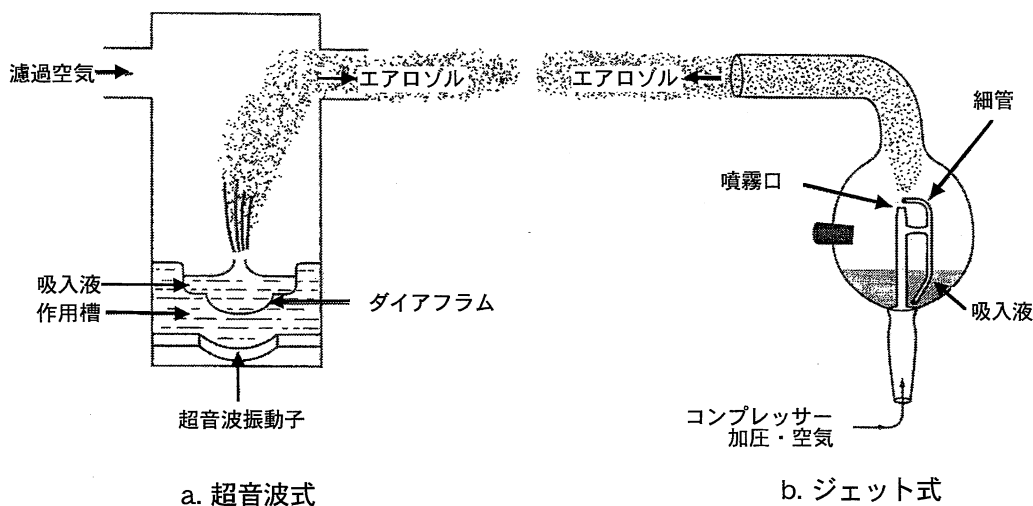 濾過空気
エアロゾル
吸入液
作用槽
ダイアフラム
超音波振動子
a. 超音波式
エアロゾル
細管
噴霧口
吸入液
コンプレッサー
加圧・空気
b. ジェット式